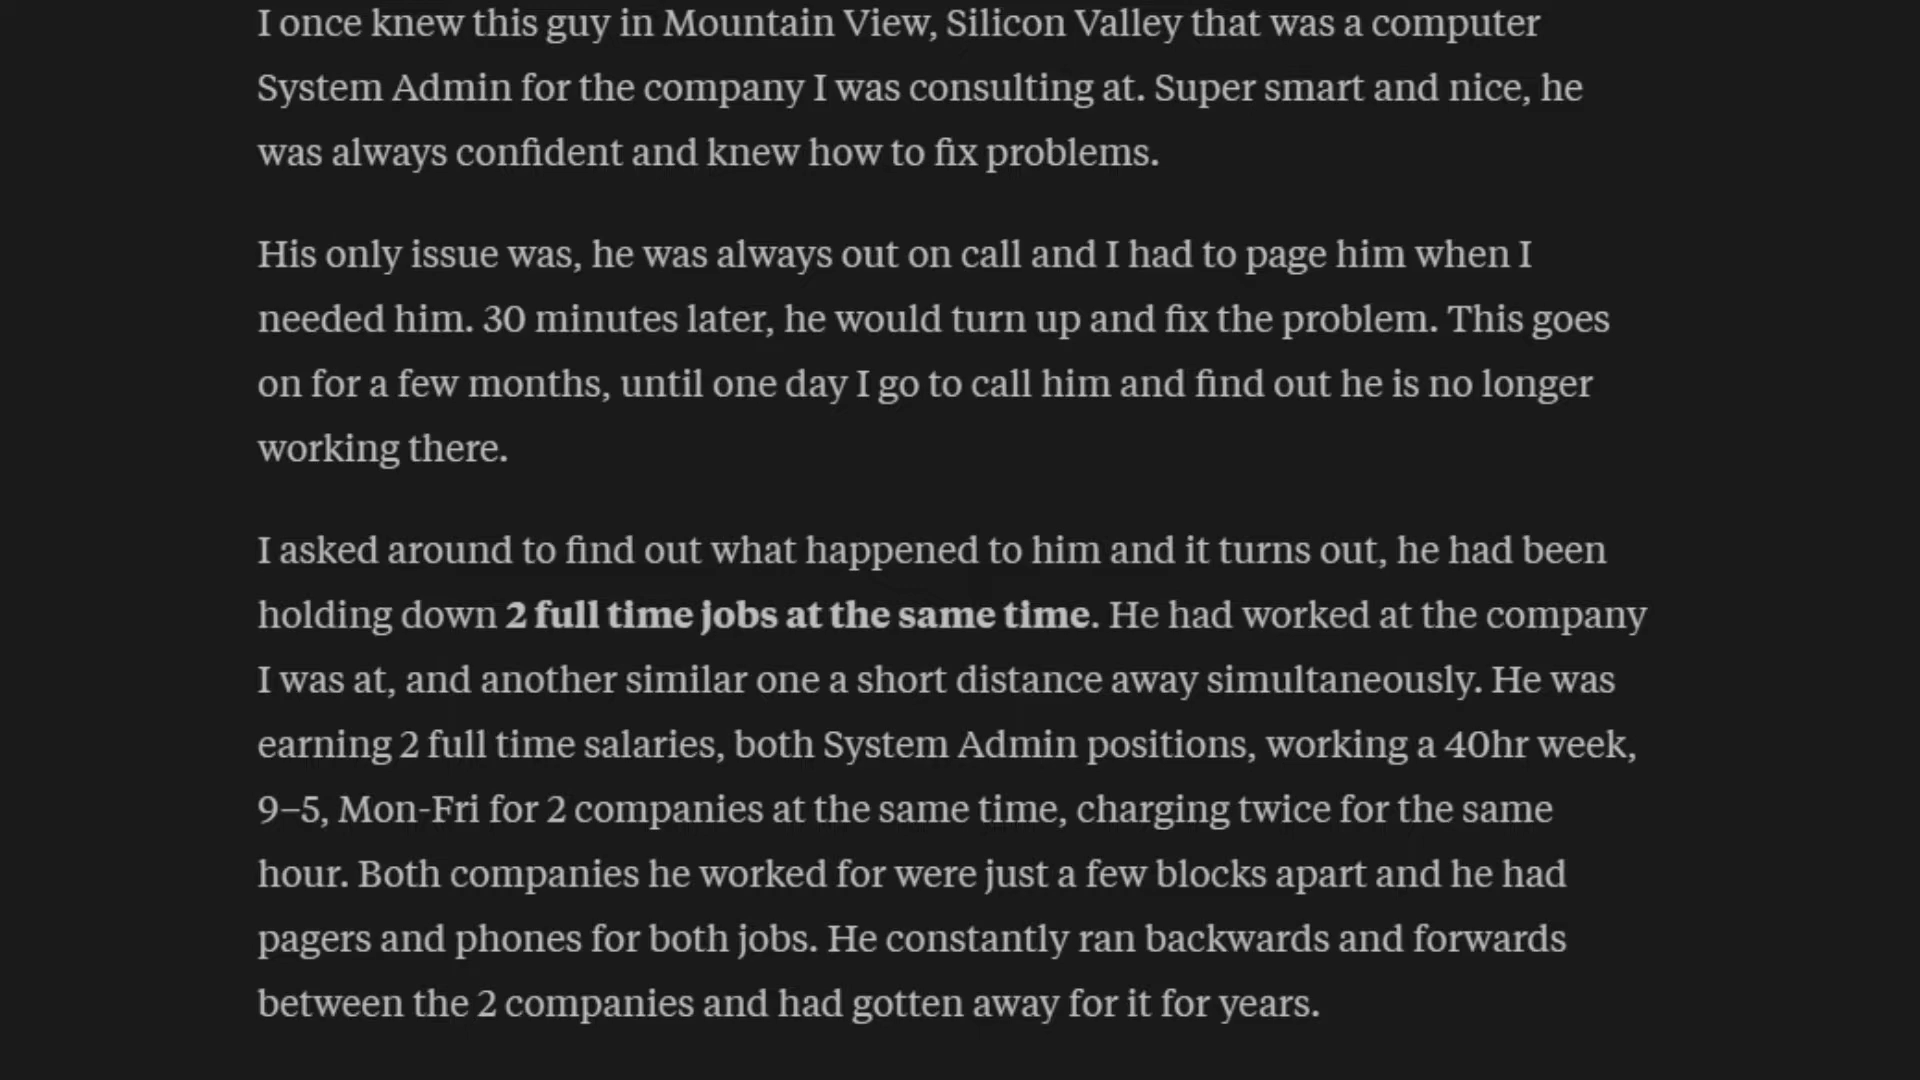 I once knew this guy in Mountain View, Silicon Valley that was a computer
System Admin for the company I was consulting at. Super smart and nice, he
was always confident and knew how to fix problems.
His only issue was, he was always out on call and I had to page him when I
needed him. 30 minutes later, he would turn up and fix the problem. This goes
on for a few months, until one day I go to call him and find out he is no longer
working there.
I asked around to find out what happened to him and it turns out, he had been
holding down 2 full time jobs at the same time. He had worked at the company
I was at, and another similar one a short distance away simultaneously. He was
earning 2 full time salaries, both System Admin positions, working a 40hr week,
9–5, Mon-Fri for 2 companies at the same time, charging twice for the same
hour. Both companies he worked for were just a few blocks apart and he had
pagers and phones for both jobs. He constantly ran backwards and forwards
between the 2 companies and had gotten away for it for years.